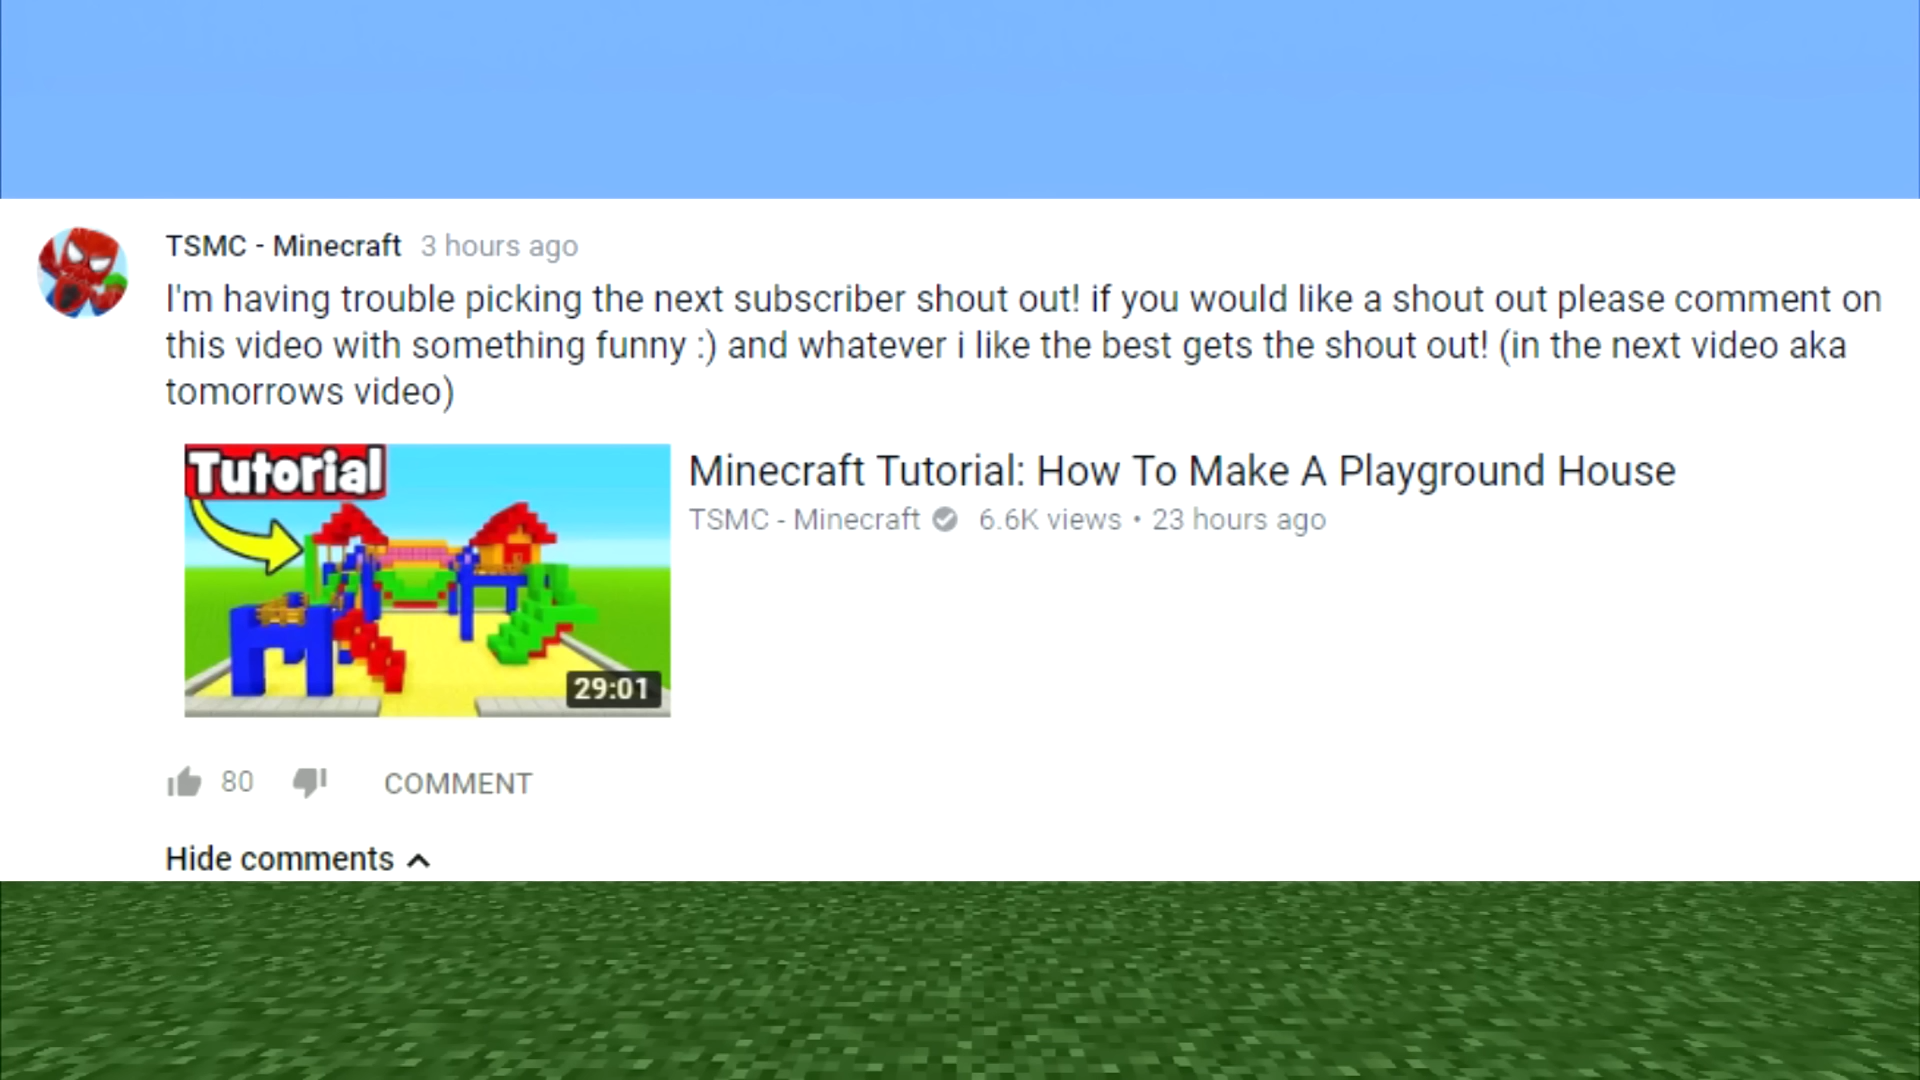 TSMC - Minecraft 3 hours ago
I'm having trouble picking the next subscriber shout out! if you would like a shout out please comment on
this video with something funny :) and whatever i like the best gets the shout out! (in the next video aka
tomorrows video)
Tutorial
29:01
Minecraft Tutorial: How To Make A Playground House
TSMC - Minecraft 6.6K views • 23 hours ago
80 COMMENT
Hide comments